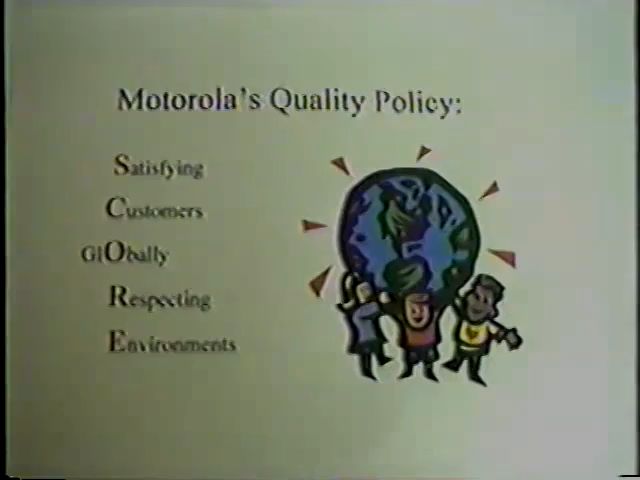 Motorola's Quality Policy:
Satisfying
Customers
GlObally
Respecting
Environments